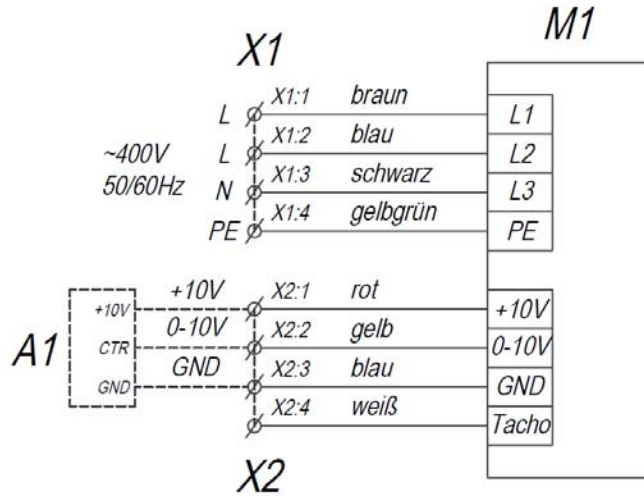 M1
X1
L X1:1 braun L1
L X1:2 blau L2
~400V
50/60Hz
N X1:3 schwarz L3
PE X1:4 gelbgrün PE
A1
+10V +10V X2:1 rot +10V
CTR 0-10V X2:2 gelb 0-10V
GND GND X2:3 blau GND
X2:4 weiß Tacho
X2